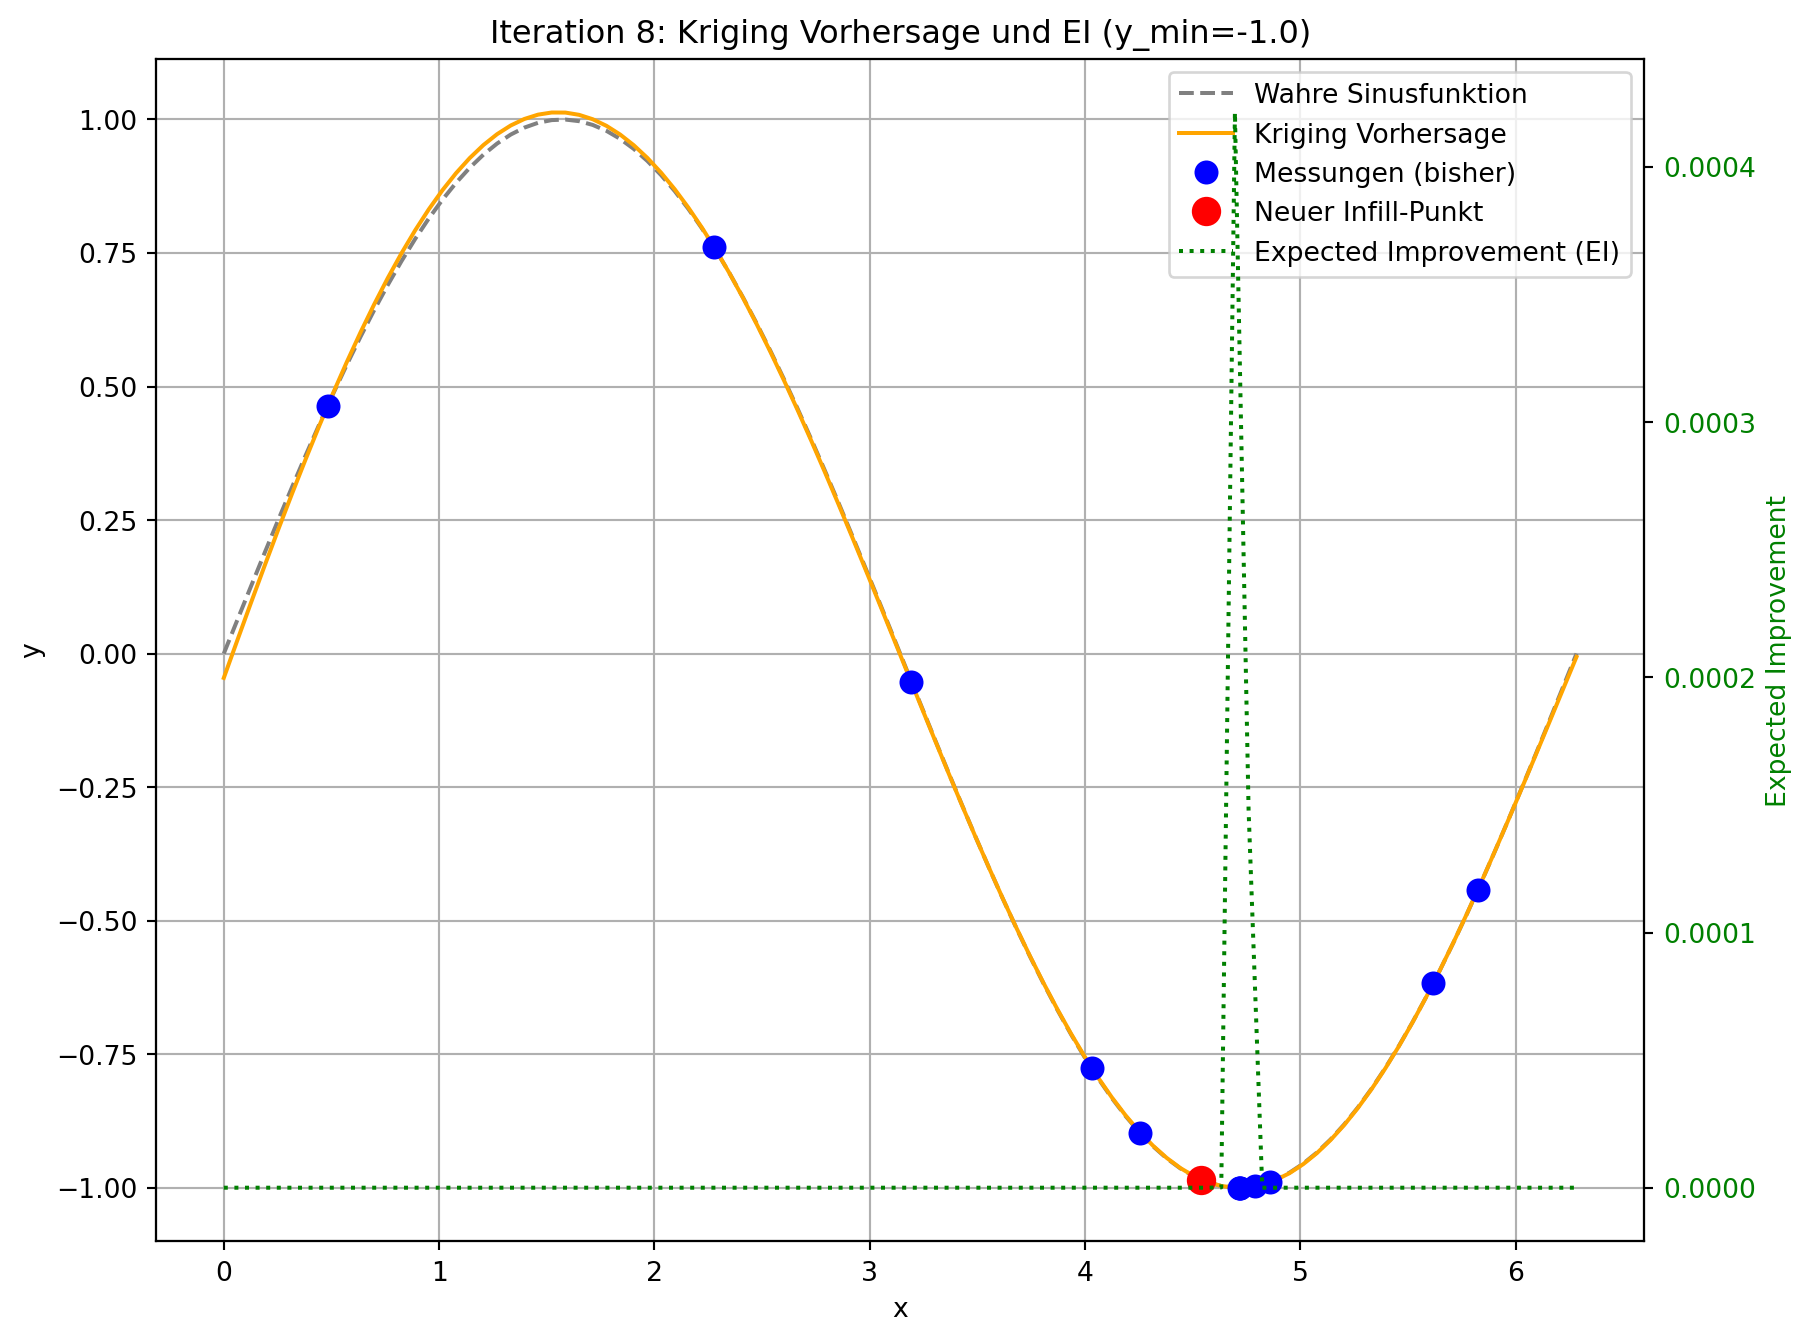 Iteration 8: Kriging Vorhersage und EI (y_min=-1.0)
Wahre Sinusfunktion
Kriging Vorhersage
Messungen (bisher)
Neuer Infill-Punkt
Expected Improvement (EI)
1.00
0.75
0.50
0.25
0.00
−0.25
−0.50
−0.75
−1.00
y
0.0004
0.0003
0.0002
0.0001
0.0000
Expected Improvement
0 1 2 3 4 5 6
x